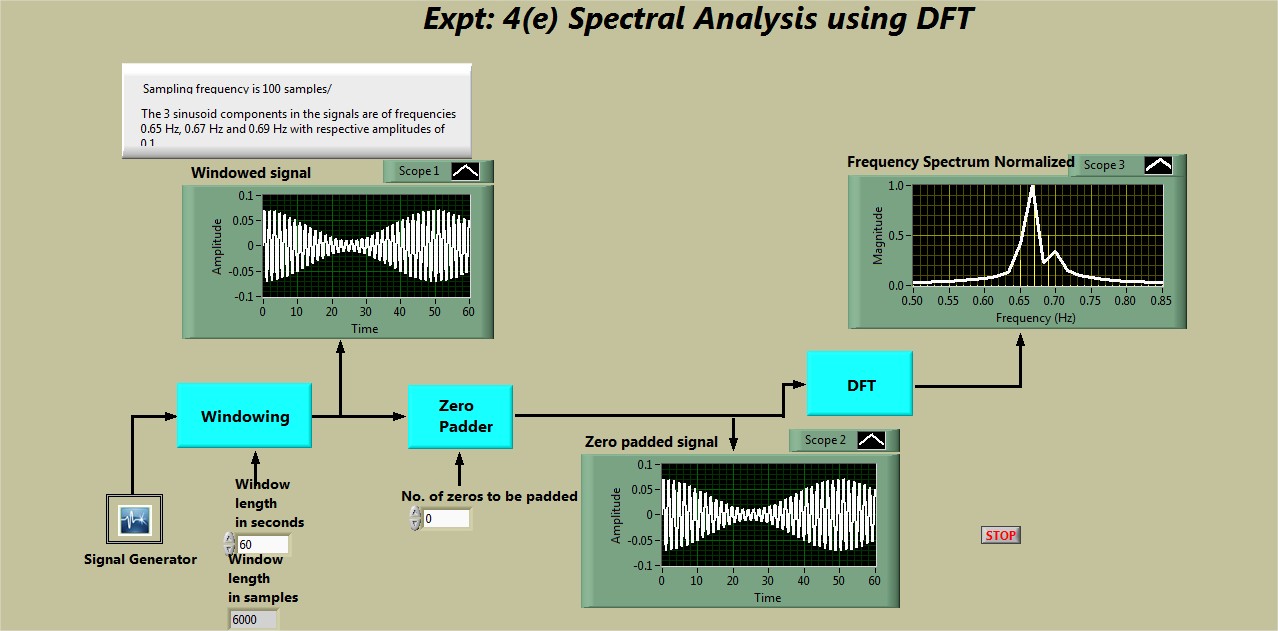 Expt: 4(e) Spectral Analysis using DFT
Sampling frequency is 100 samples/
The 3 sinusoid components in the signals are of frequencies
0.65 Hz, 0.67 Hz and 0.69 Hz with respective amplitudes of
0.1
Windowed signal
Scope 1
0.1
0.05
0
-0.05
-0.1
Amplitude
0 10 20 30 40 50 60
Time
Frequency Spectrum Normalized
Scope 3
1.0
0.5
0.0
Magnitude
0.50 0.55 0.60 0.65 0.70 0.75 0.80 0.85
Frequency (Hz)
Windowing
Zero
Padder
DFT
Zero padded signal
Scope 2
0.1
0.05
0
-0.05
-0.1
Amplitude
0 10 20 30 40 50 60
Time
Signal Generator
Window
length
in seconds
60
Window
length
in samples
6000
No. of zeros to be padded
0
STOP